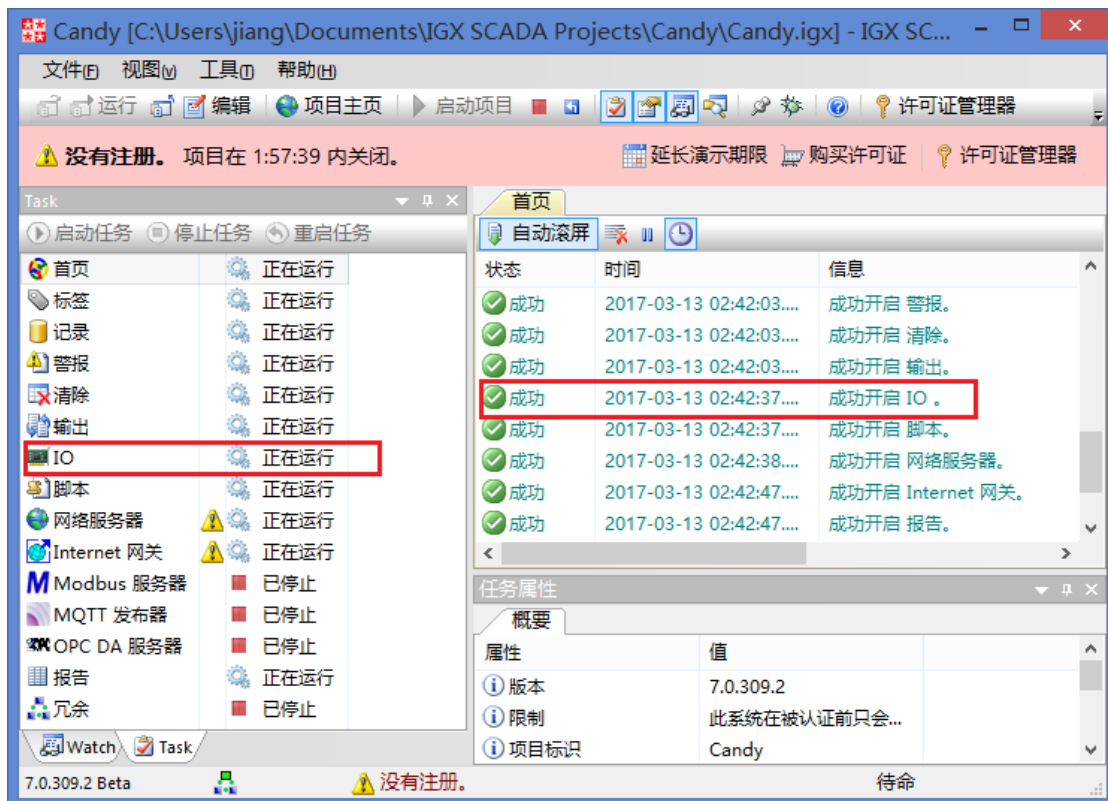 Candy [C:\Users\jiang\Documents\IGX SCADA Projects\Candy\Candy.igx] - IGX SC...
文件(F) 视图(V) 工具(T) 帮助(H)
运行 编辑 项目主页 启动项目 许可证管理器
没有注册。 项目在 1:57:39 内关闭。 延长演示期限 购买许可证 许可证管理器
Task
启动任务 停止任务 重启任务
首页 正在运行
标签 正在运行
记录 正在运行
警报 正在运行
清除 正在运行
输出 正在运行
IO 正在运行
脚本 正在运行
网络服务器 正在运行
Internet 网关 正在运行
Modbus 服务器 已停止
MQTT 发布器 已停止
OPC DA 服务器 已停止
报告 正在运行
冗余 已停止
Watch Task
首页
自动滚屏
状态 时间 信息
成功 2017-03-13 02:42:03.... 成功开启 警报。
成功 2017-03-13 02:42:03.... 成功开启 清除。
成功 2017-03-13 02:42:03.... 成功开启 输出。
成功 2017-03-13 02:42:37.... 成功开启 IO 。
成功 2017-03-13 02:42:37.... 成功开启 脚本。
成功 2017-03-13 02:42:38.... 成功开启 网络服务器。
成功 2017-03-13 02:42:47.... 成功开启 Internet 网关。
成功 2017-03-13 02:42:47.... 成功开启 报告。
任务属性
概要
属性 值
版本 7.0.309.2
限制 此系统在被认证前只会...
项目标识 Candy
7.0.309.2 Beta 没有注册。 待命